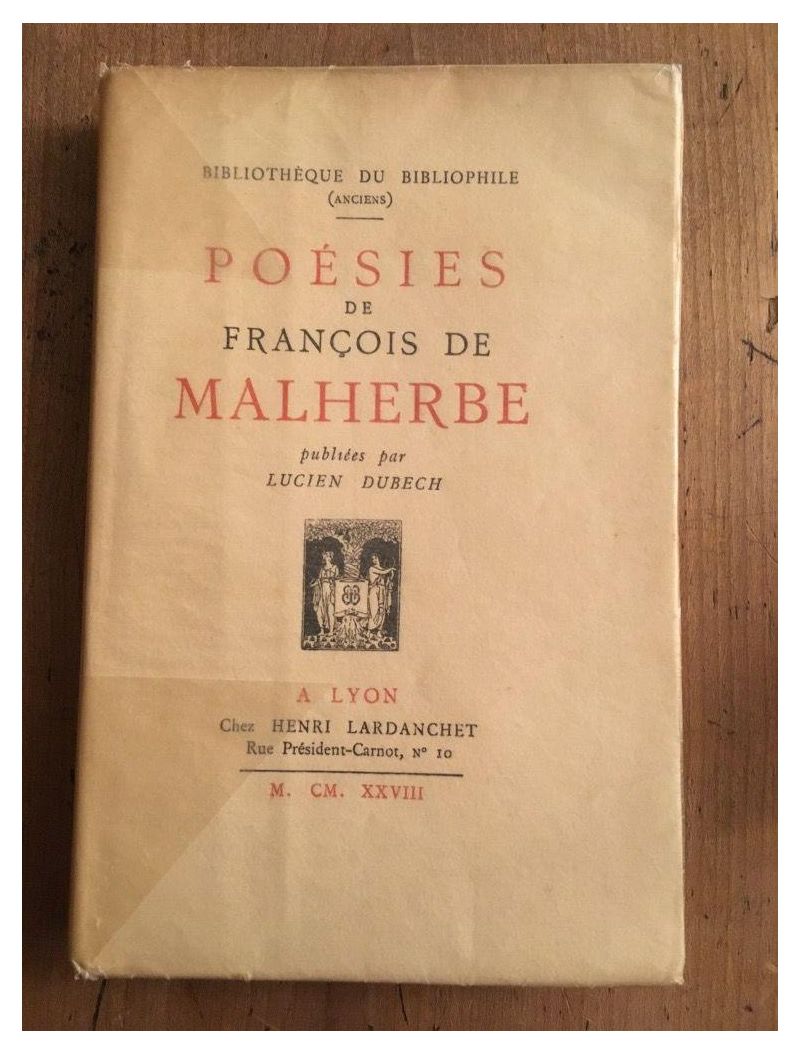 BIBLIOTHÈQUE DU BIBLIOPHILE
(ANCIENS)
POÉSIES
DE
FRANÇOIS DE
MALHERBE
publiées par
LUCIEN DUBECH
A LYON
Chez HENRI LARDANCHET
Rue Président-Carnot, Nº 10
M. CM. XXVIII